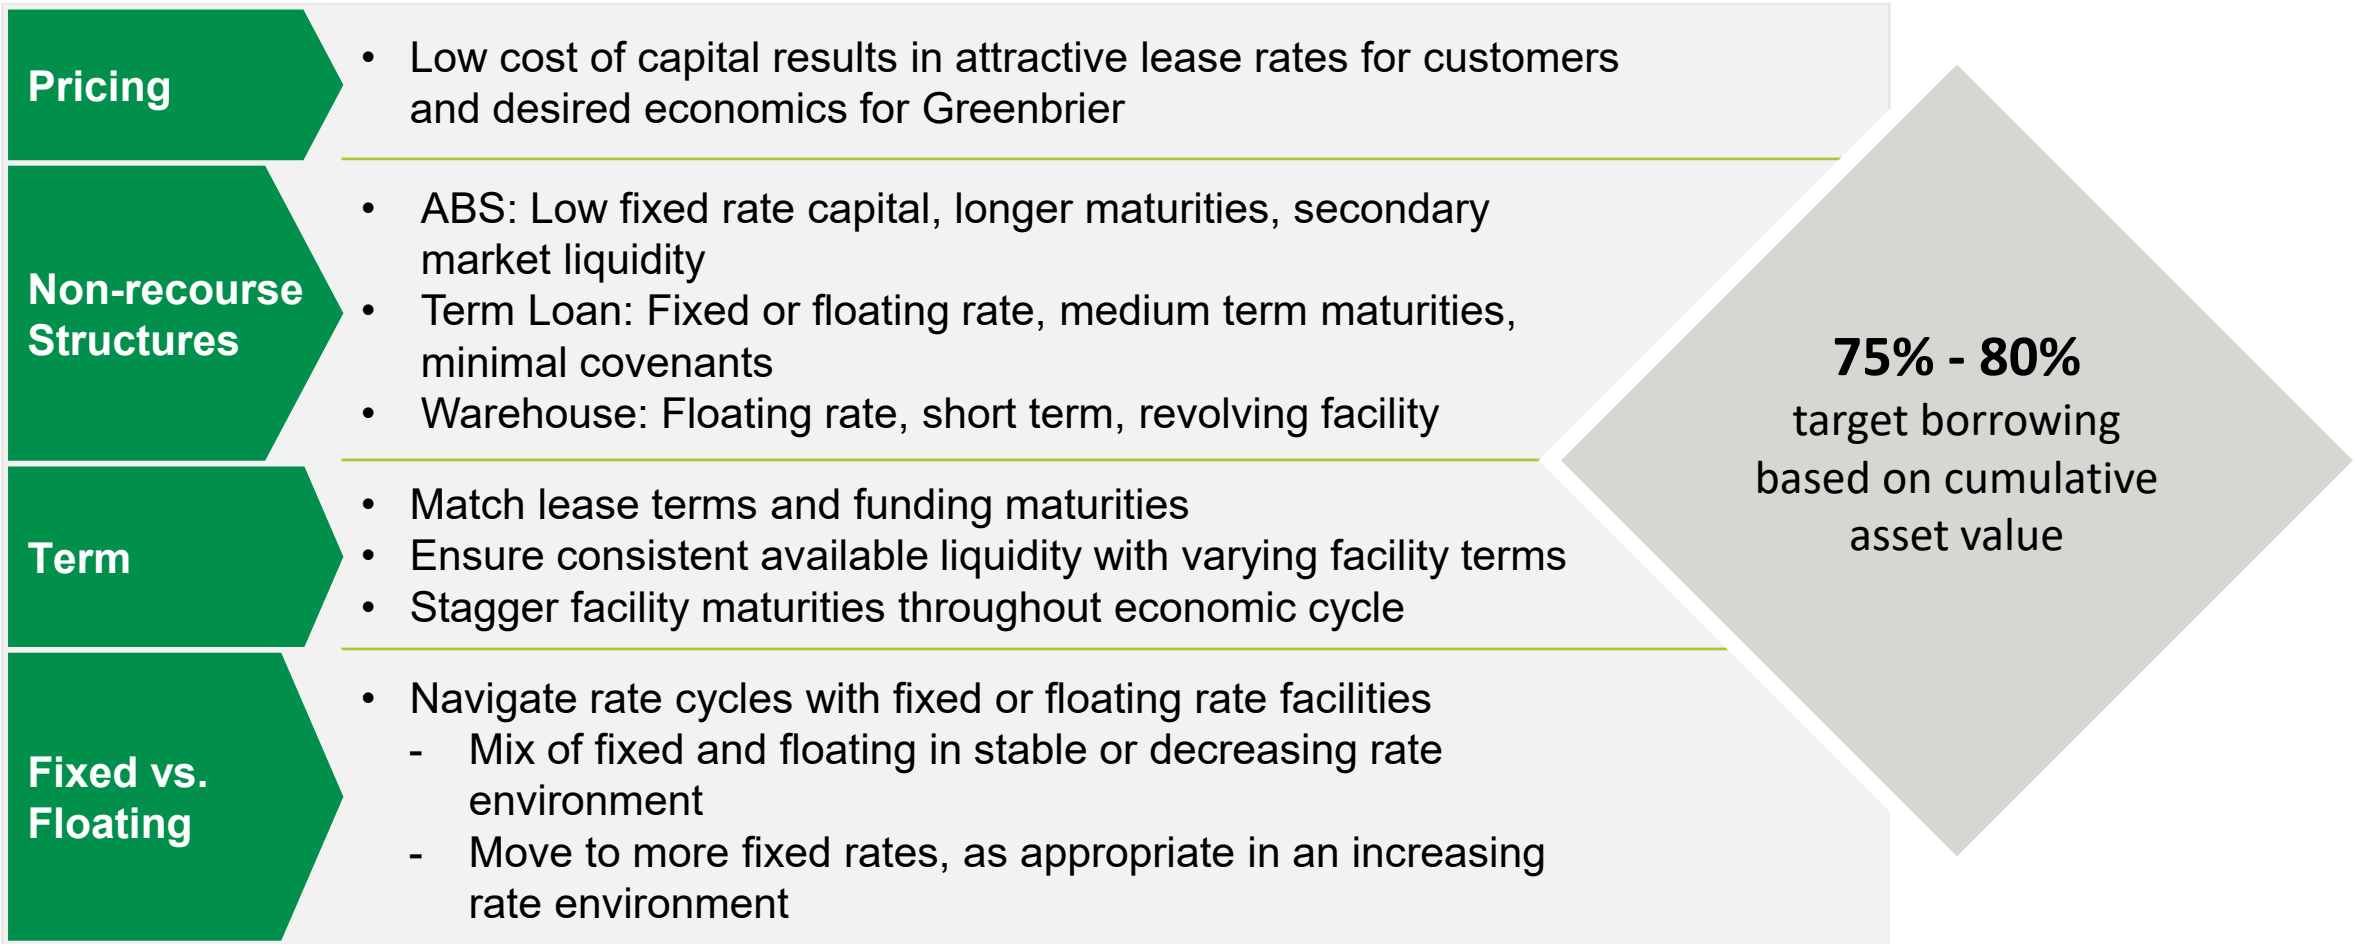 Pricing
• Low cost of capital results in attractive lease rates for customers
and desired economics for Greenbrier
Non-recourse
Structures
• ABS: Low fixed rate capital, longer maturities, secondary
market liquidity
• Term Loan: Fixed or floating rate, medium term maturities,
minimal covenants
• Warehouse: Floating rate, short term, revolving facility
Term
• Match lease terms and funding maturities
• Ensure consistent available liquidity with varying facility terms
• Stagger facility maturities throughout economic cycle
Fixed vs.
Floating
• Navigate rate cycles with fixed or floating rate facilities
- Mix of fixed and floating in stable or decreasing rate
environment
- Move to more fixed rates, as appropriate in an increasing
rate environment
75% - 80%
target borrowing
based on cumulative
asset value